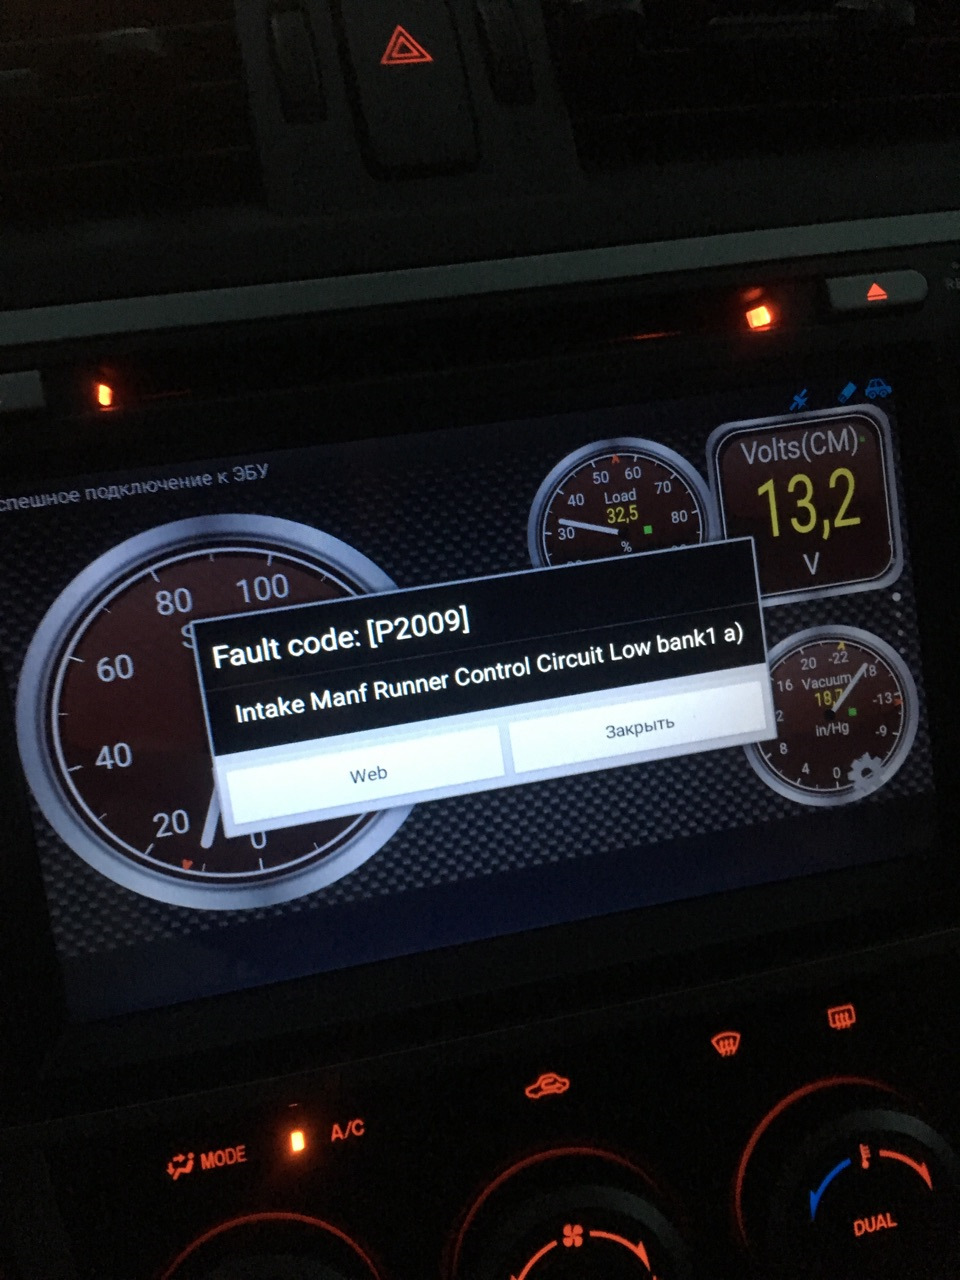 спешное подключение к ЭБУ
Volts(CM)
13,2
V
30
40
50
60
70
80
Load
32,5
%
20
40
60
80
100
0
Fault code: [P2009]
Intake Manf Runner Control Circuit Low bank1 a)
Web
Закрыть
0
4
8
16
20
-22
18
-13
-9
Vacuum
in/Hg
MODE
A/C
DUAL